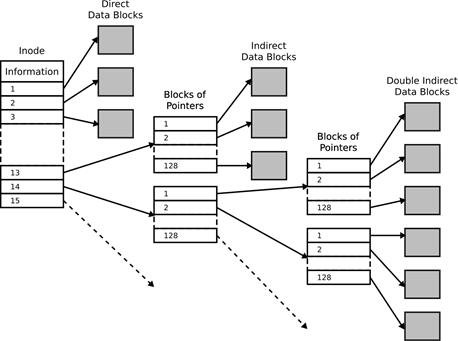 Direct
Data Blocks
Inode
Information
1
2
3
13
14
15
Blocks of
Pointers
1
2
128
1
2
128
Indirect
Data Blocks
Blocks of
Pointers
1
2
128
1
2
128
Double Indirect
Data Blocks